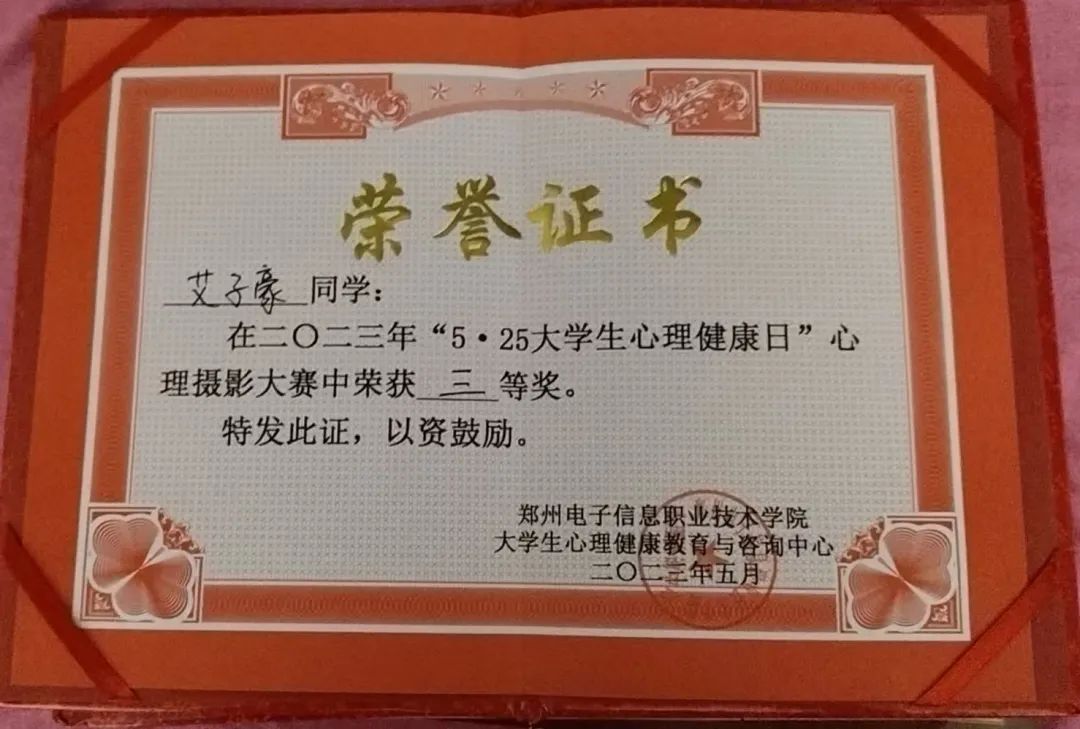 荣誉证书
艾子豪 同学：
在二〇二三年“5·25大学生心理健康日”心
理摄影大赛中荣获 三 等奖。
特发此证，以资鼓励。
郑州电子信息职业技术学院
大学生心理健康教育与咨询中心
二〇二三年五月